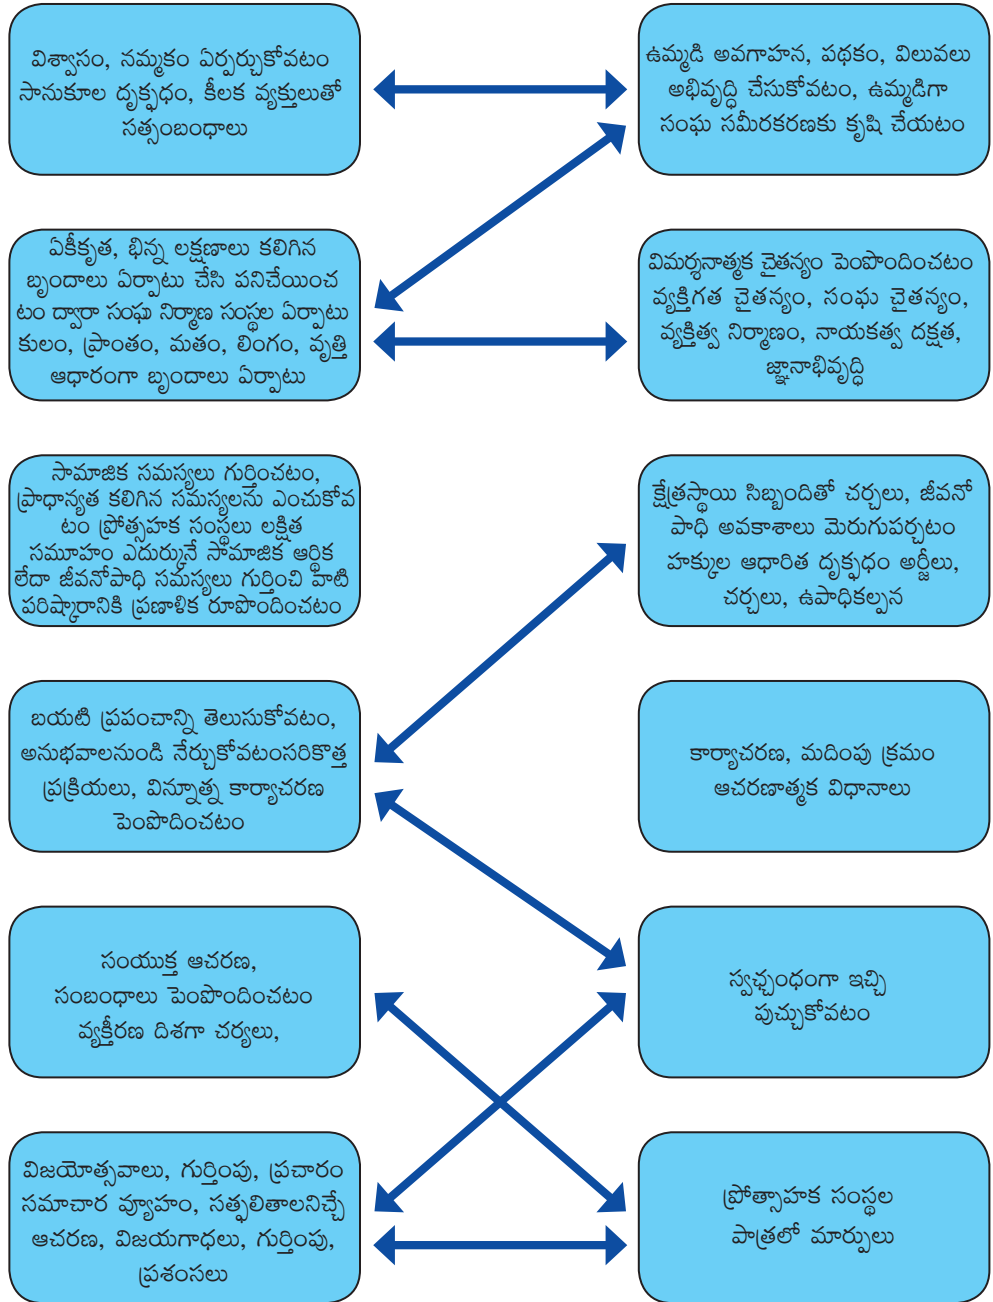 విశ్వాసం, నమ్మకం ఏర్పర్చుకోవటం
సానుకూల దృక్ఫధం, కీలక వ్యక్తులుతో
సత్సంబంధాలు
ఉమ్మడి అవగాహన, పథకం, విలువలు
అభివృద్ధి చేసుకోవటం, ఉమ్మడిగా
సంఘ సమీరకరణకు కృషి చేయటం
ఏకీకృత, భిన్న లక్షణాలు కలిగిన
బృందాలు ఏర్పాటు చేసి పనిచేయించ
టం ద్వారా సంఘ నిర్మాణ సంస్థల ఏర్పాటు
కులం, ప్రాంతం, మతం, లింగం, వృత్తి
ఆధారంగా బృందాలు ఏర్పాటు
విమర్శనాత్మక చైతన్యం పెంపొందించటం
వ్యక్తిగత చైతన్యం, సంఘ చైతన్యం,
వ్యక్తిత్వ నిర్మాణం, నాయకత్వ దక్షత,
జ్ఞానాభివృద్ధి
సామాజిక సమస్యలు గుర్తించటం,
ప్రాధాన్యత కలిగిన సమస్యలను ఎంచుకోవ
టం ప్రోత్సహక సంస్థలు లక్షిత
సమూహం ఎదుర్కునే సామాజిక ఆర్థిక
లేదా జీవనోపాధి సమస్యలు గుర్తించి వాటి
పరిష్కారానికి ప్రణాళిక రూపొందించటం
క్షేత్రస్థాయి సిబ్బందితో చర్చలు, జీవనో
పాధి అవకాశాలు మెరుగుపర్చటం
హక్కుల ఆధారిత దృక్ఫధం అర్జీలు,
చర్చలు, ఉపాధికల్పన
బయటి ప్రపంచాన్ని తెలుసుకోవటం,
అనుభవాలనుండి నేర్చుకోవటంసరికొత్త
ప్రక్రియలు, విన్నూత్న కార్యాచరణ
పెంపొదించటం
కార్యాచరణ, మదింపు క్రమం
ఆచరణాత్మక విధానాలు
సంయుక్త ఆచరణ,
సంబంధాలు పెంపొందించటం
వ్యక్తీరణ దిశగా చర్యలు,
స్వఛ్చంధంగా ఇచ్చి
పుచ్చుకోవటం
విజయోత్సవాలు, గుర్తింపు, ప్రచారం
సమాచార వ్యూహం, సత్ఫలితాలనిచ్చే
ఆచరణ, విజయగాధలు, గుర్తింపు,
ప్రశంసలు
ప్రోత్సాహక సంస్థల
పాత్రలో మార్పులు